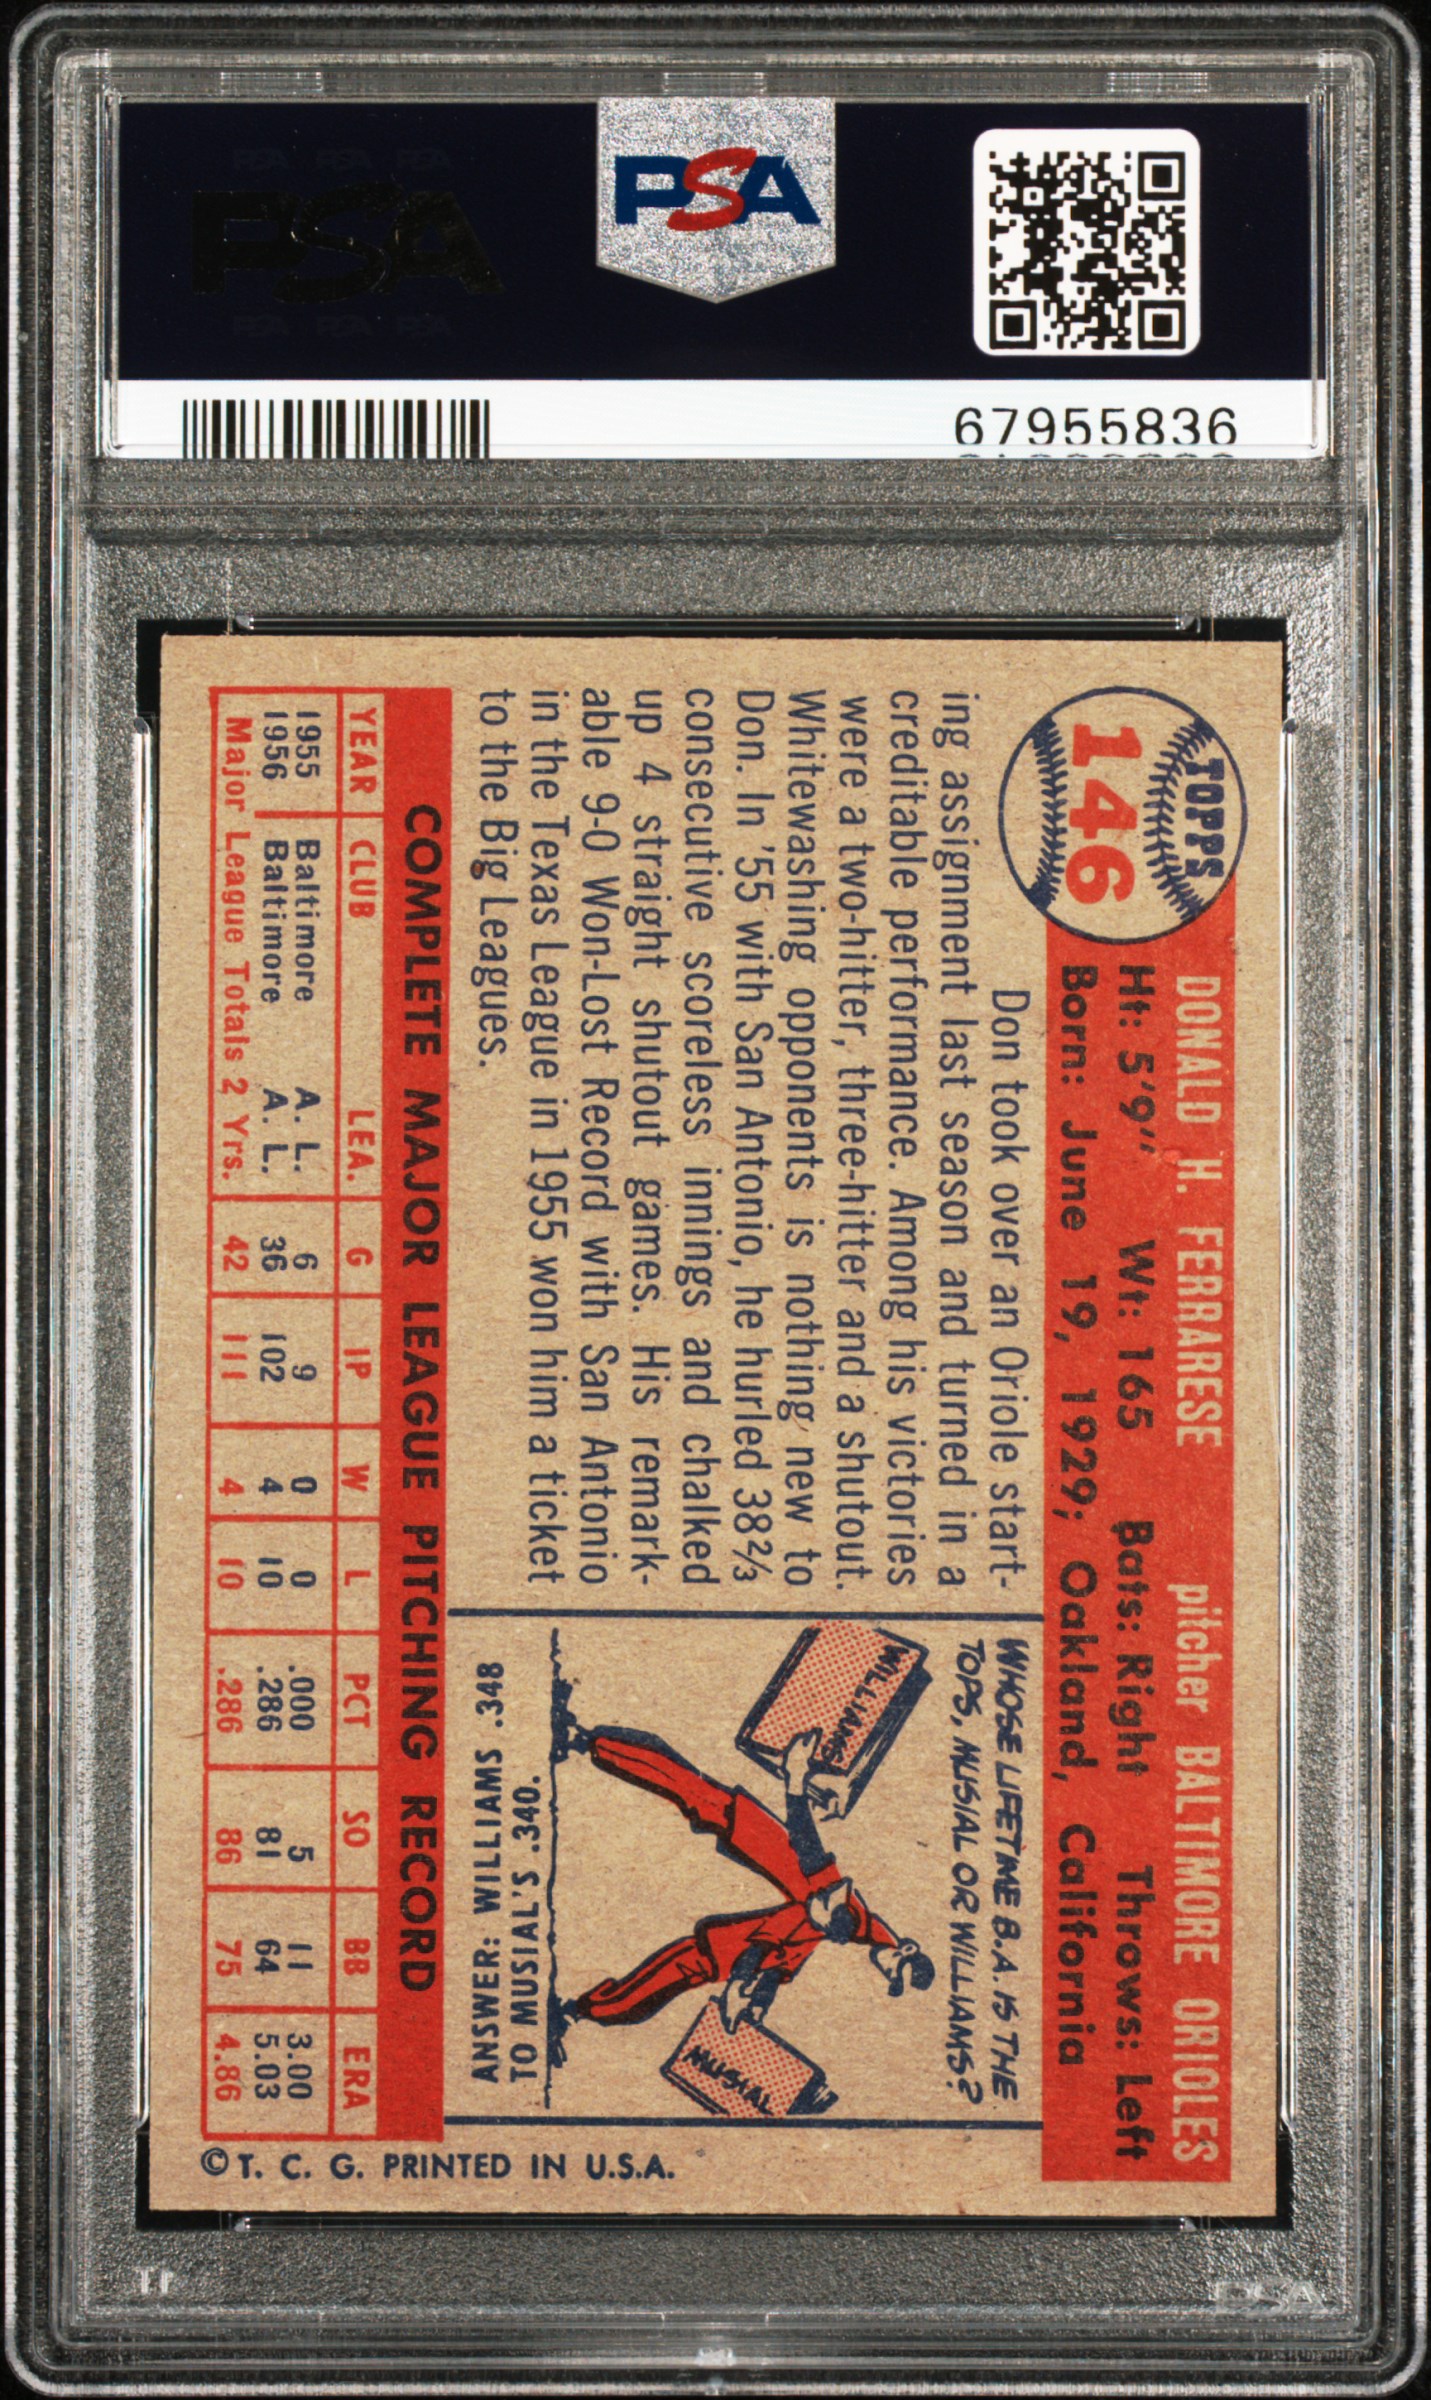 PSA
PSA
67955836
TOPPS
146
DONALD H. FERRARESE pitcher BALTIMORE ORIOLES
Ht: 5'9" Wt: 165 Bats: Right Throws: Left
Born: June 19, 1929; Oakland, California
Don took over an Oriole start-
ing assignment last season and turned in a
creditable performance. Among his victories
were a two-hitter, three-hitter and a shutout.
Whitewashing opponents is nothing new to
Don. In '55 with San Antonio, he hurled 38⅔
consecutive scoreless innings and chalked
up 4 straight shutout games. His remark-
able 9-0 Won-Lost Record with San Antonio
in the Texas League in 1955 won him a ticket
to the Big Leagues.
WHOSE LIFETIME B.A. IS THE
TOPS, MUSIAL OR WILLIAMS?
WILLIAMS
MUSIAL
ANSWER: WILLIAMS .348
TO MUSIAL'S .340.
COMPLETE MAJOR LEAGUE PITCHING RECORD
YEAR CLUB LEA. G IP W L PCT SO BB ERA
1955 Baltimore A. L. 6 9 0 0 .000 5 11 3.00
1956 Baltimore A. L. 36 102 4 10 .286 81 64 5.03
Major League Totals 2 Yrs. 42 111 4 10 .286 86 75 4.86
© T. C. G. PRINTED IN U.S.A.
PSA